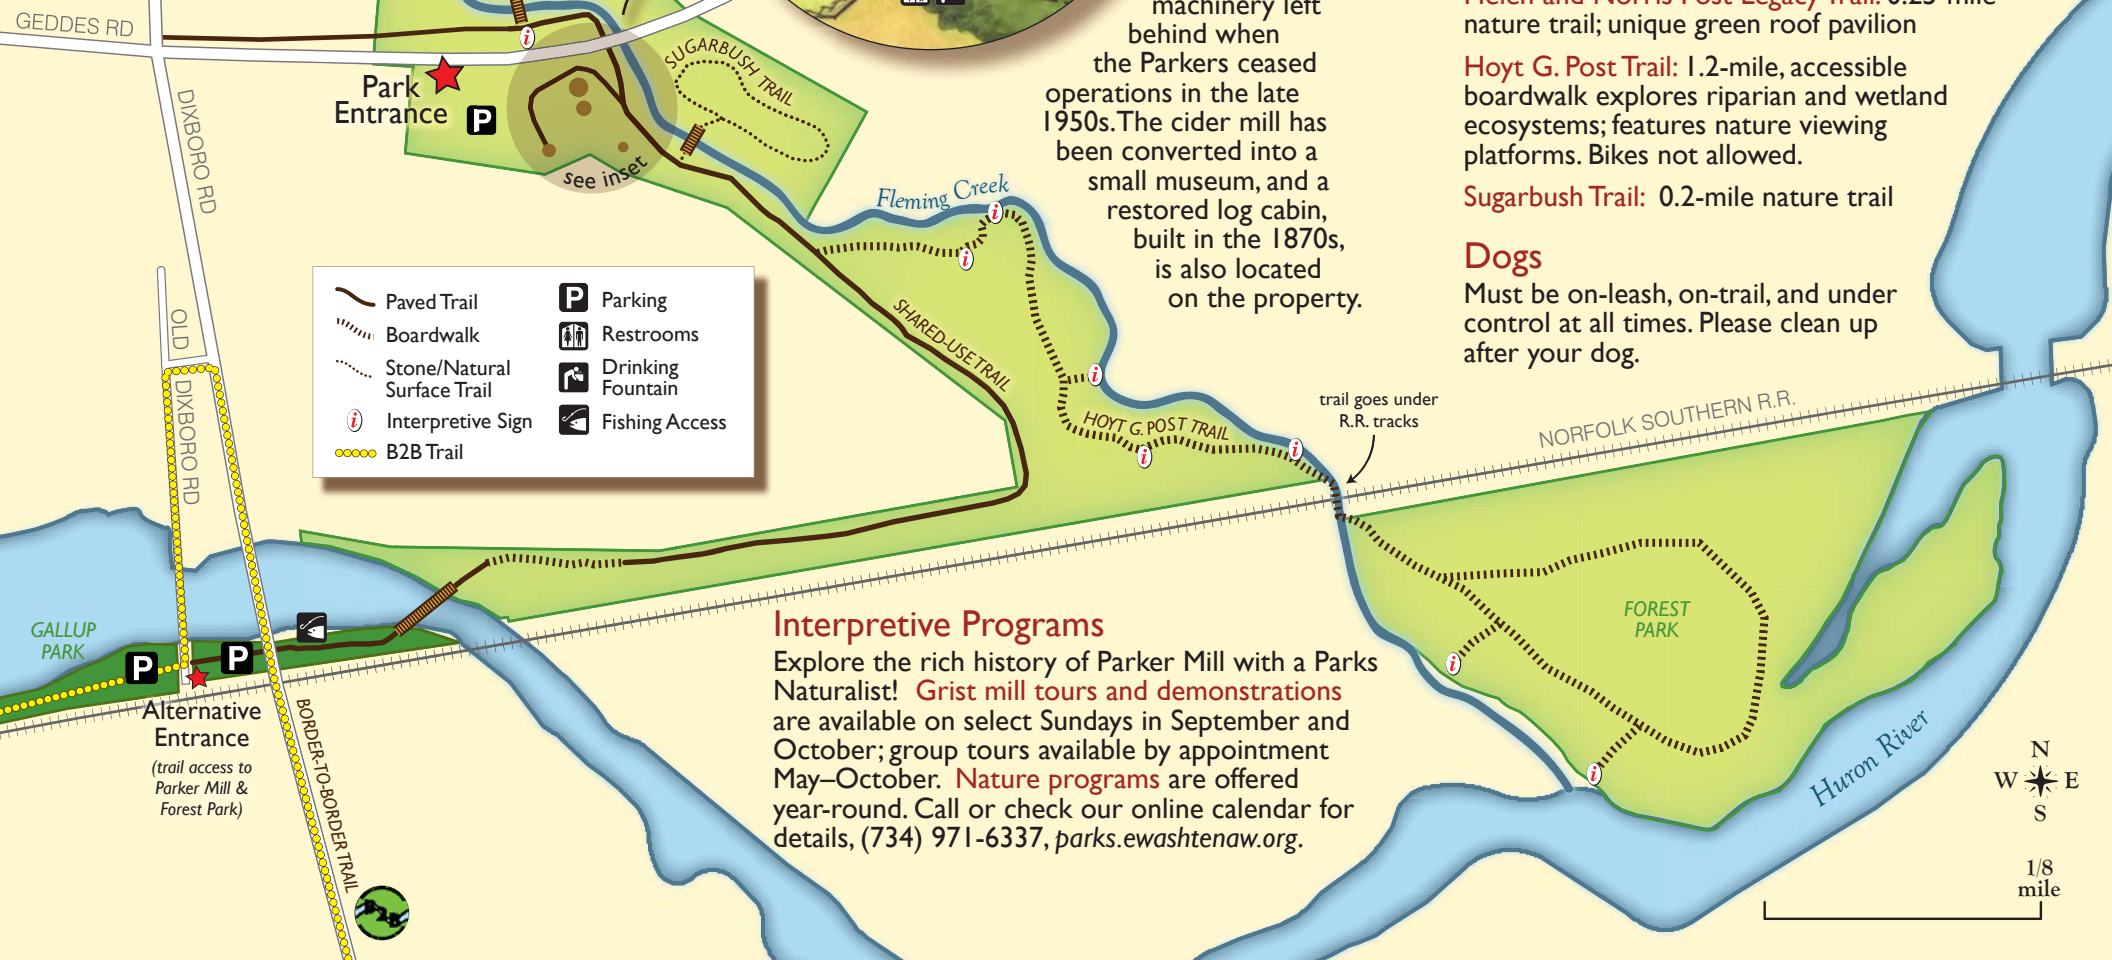 GEDDES RD
DIXBORO RD
Park
Entrance
P
see inset
SUGARBUSH TRAIL
Fleming Creek
machinery left
behind when
the Parkers ceased
operations in the late
1950s. The cider mill has
been converted into a
small museum, and a
restored log cabin,
built in the 1870s,
is also located
on the property.
Helen and Norris Post Legacy Trail: 0.25-mile
nature trail; unique green roof pavilion
Hoyt G. Post Trail: 1.2-mile, accessible
boardwalk explores riparian and wetland
ecosystems; features nature viewing
platforms. Bikes not allowed.
Sugarbush Trail: 0.2-mile nature trail
Dogs
Must be on-leash, on-trail, and under
control at all times. Please clean up
after your dog.
Paved Trail
Boardwalk
Stone/Natural
Surface Trail
i Interpretive Sign
B2B Trail
P Parking
Restrooms
Drinking
Fountain
Fishing Access
OLD
DIXBORO RD
SHARED-USE TRAIL
HOYT G. POST TRAIL
trail goes under
R.R. tracks
NORFOLK SOUTHERN R.R.
FOREST
PARK
Huron River
GALLUP
PARK
P
P
Alternative
Entrance
(trail access to
Parker Mill &
Forest Park)
BORDER-TO-BORDER TRAIL
B2B
Interpretive Programs
Explore the rich history of Parker Mill with a Parks
Naturalist! Grist mill tours and demonstrations
are available on select Sundays in September and
October; group tours available by appointment
May–October. Nature programs are offered
year-round. Call or check our online calendar for
details, (734) 971-6337, parks.ewashtenaw.org.
N
W E
S
1/8
mile